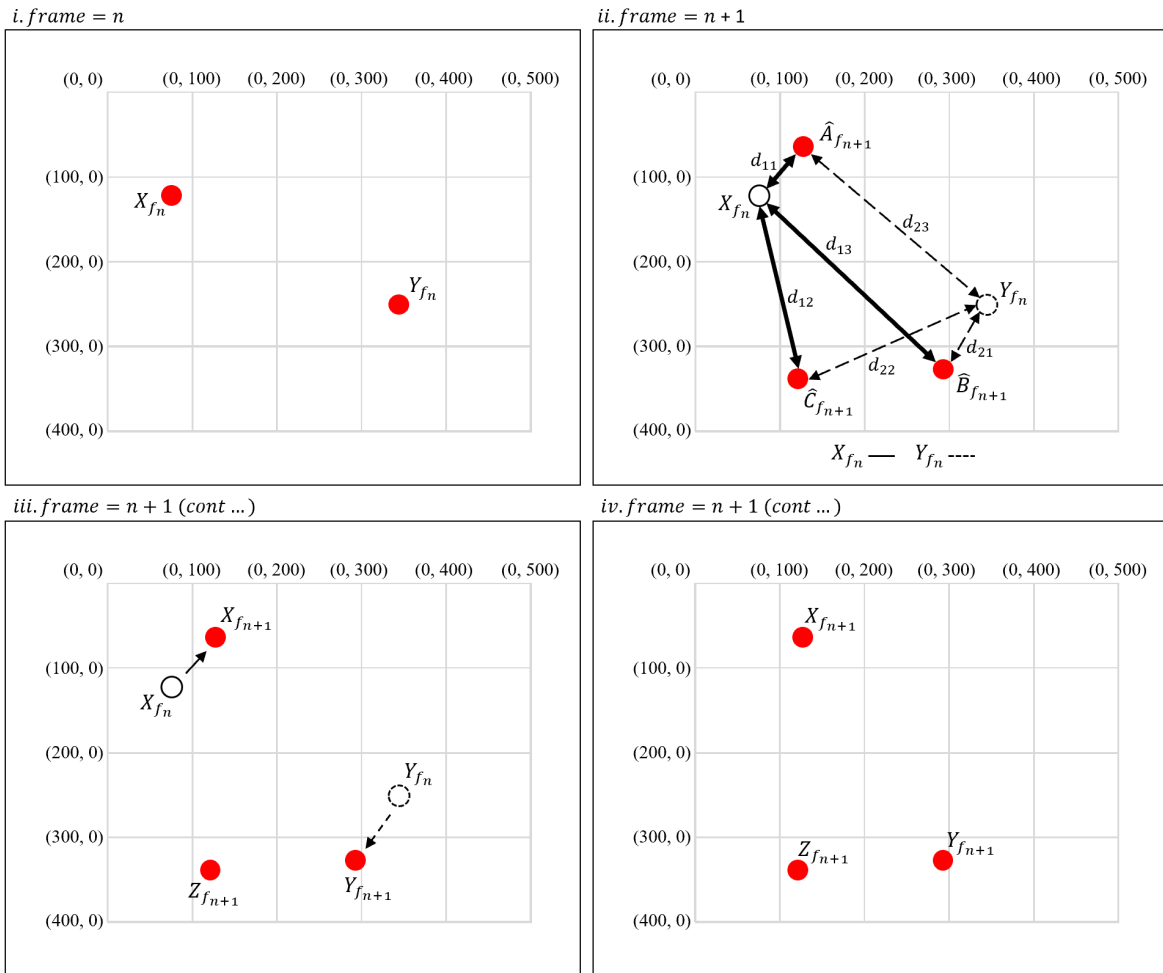 i. frame = n
(0, 0) (0, 100) (0, 200) (0, 300) (0, 400) (0, 500)
(100, 0)
X_{f_n}
(200, 0)
Y_{f_n}
(300, 0)
(400, 0)
ii. frame = n + 1
(0, 0) (0, 100) (0, 200) (0, 300) (0, 400) (0, 500)
Â_{f_{n+1}}
d_{11}
(100, 0)
X_{f_n}
d_{23}
d_{13}
(200, 0)
Y_{f_n}
d_{12}
(300, 0)
d_{21}
d_{22}
B̂_{f_{n+1}}
Ĉ_{f_{n+1}}
(400, 0)
X_{f_n} — Y_{f_n} ----
iii. frame = n + 1 (cont ...)
(0, 0) (0, 100) (0, 200) (0, 300) (0, 400) (0, 500)
X_{f_{n+1}}
(100, 0)
X_{f_n}
(200, 0)
Y_{f_n}
(300, 0)
Z_{f_{n+1}} Y_{f_{n+1}}
(400, 0)
iv. frame = n + 1 (cont ...)
(0, 0) (0, 100) (0, 200) (0, 300) (0, 400) (0, 500)
X_{f_{n+1}}
(100, 0)
(200, 0)
(300, 0)
Z_{f_{n+1}} Y_{f_{n+1}}
(400, 0)